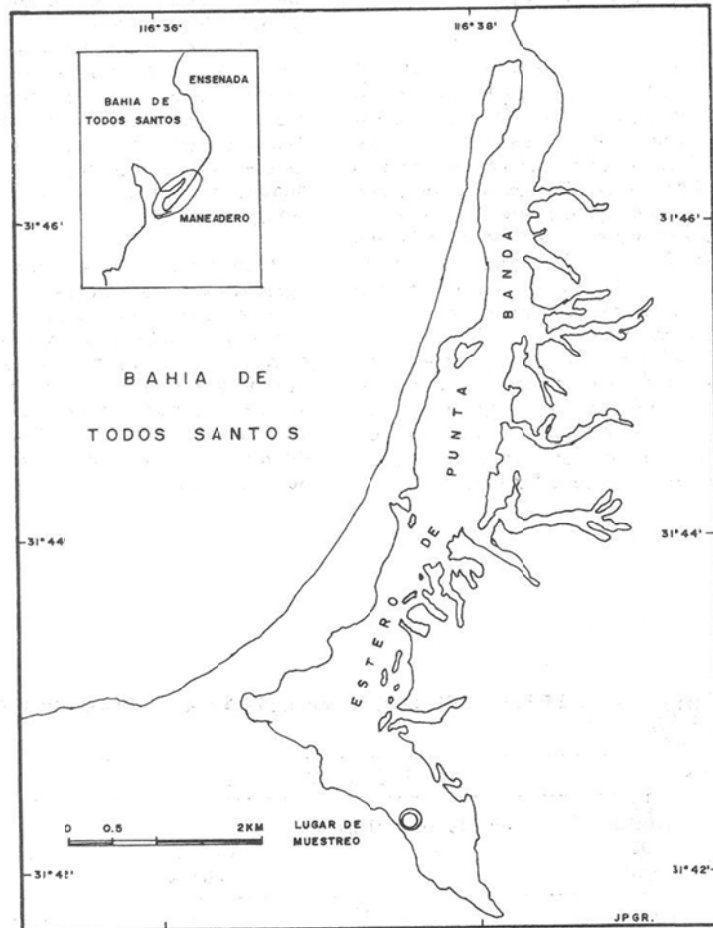 116°36'
116°38'
ENSENADA
BAHIA DE
TODOS SANTOS
MANEADERO
31°46'
31°46'
BAHIA DE
TODOS SANTOS
ESTERO DE PUNTA BANDA
31°44'
31°44'
0 0.5 2KM
LUGAR DE
MUESTREO
31°42'
31°42'
JPGR.